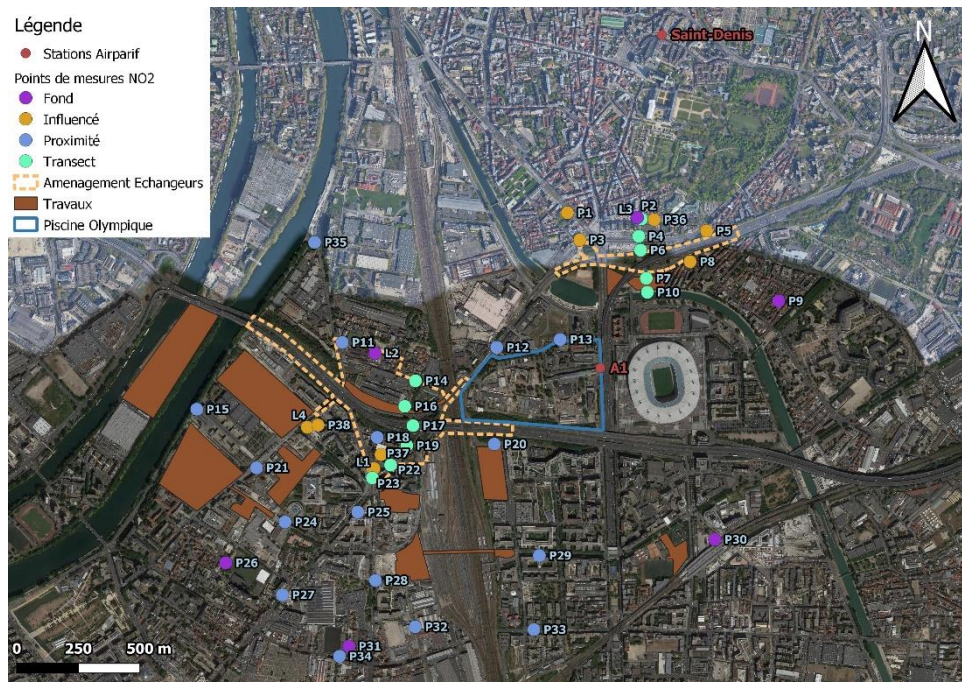 Légende
Stations Airparif
Points de mesures NO2
Fond
Influencé
Proximité
Transect
Amenagement Echangeurs
Travaux
Piscine Olympique
Saint-Denis
N
P1
L3
P2
P36
P3
P4
P5
P6
P8
P35
P7
P10
P9
P11
L2
P12
P13
A1
P14
P15
P16
L4
P38
P17
P18
P19
P20
P37
L1
P22
P21
P23
P25
P24
P30
P29
P26
P28
P27
P32
P33
P31
P34
0 250 500 m